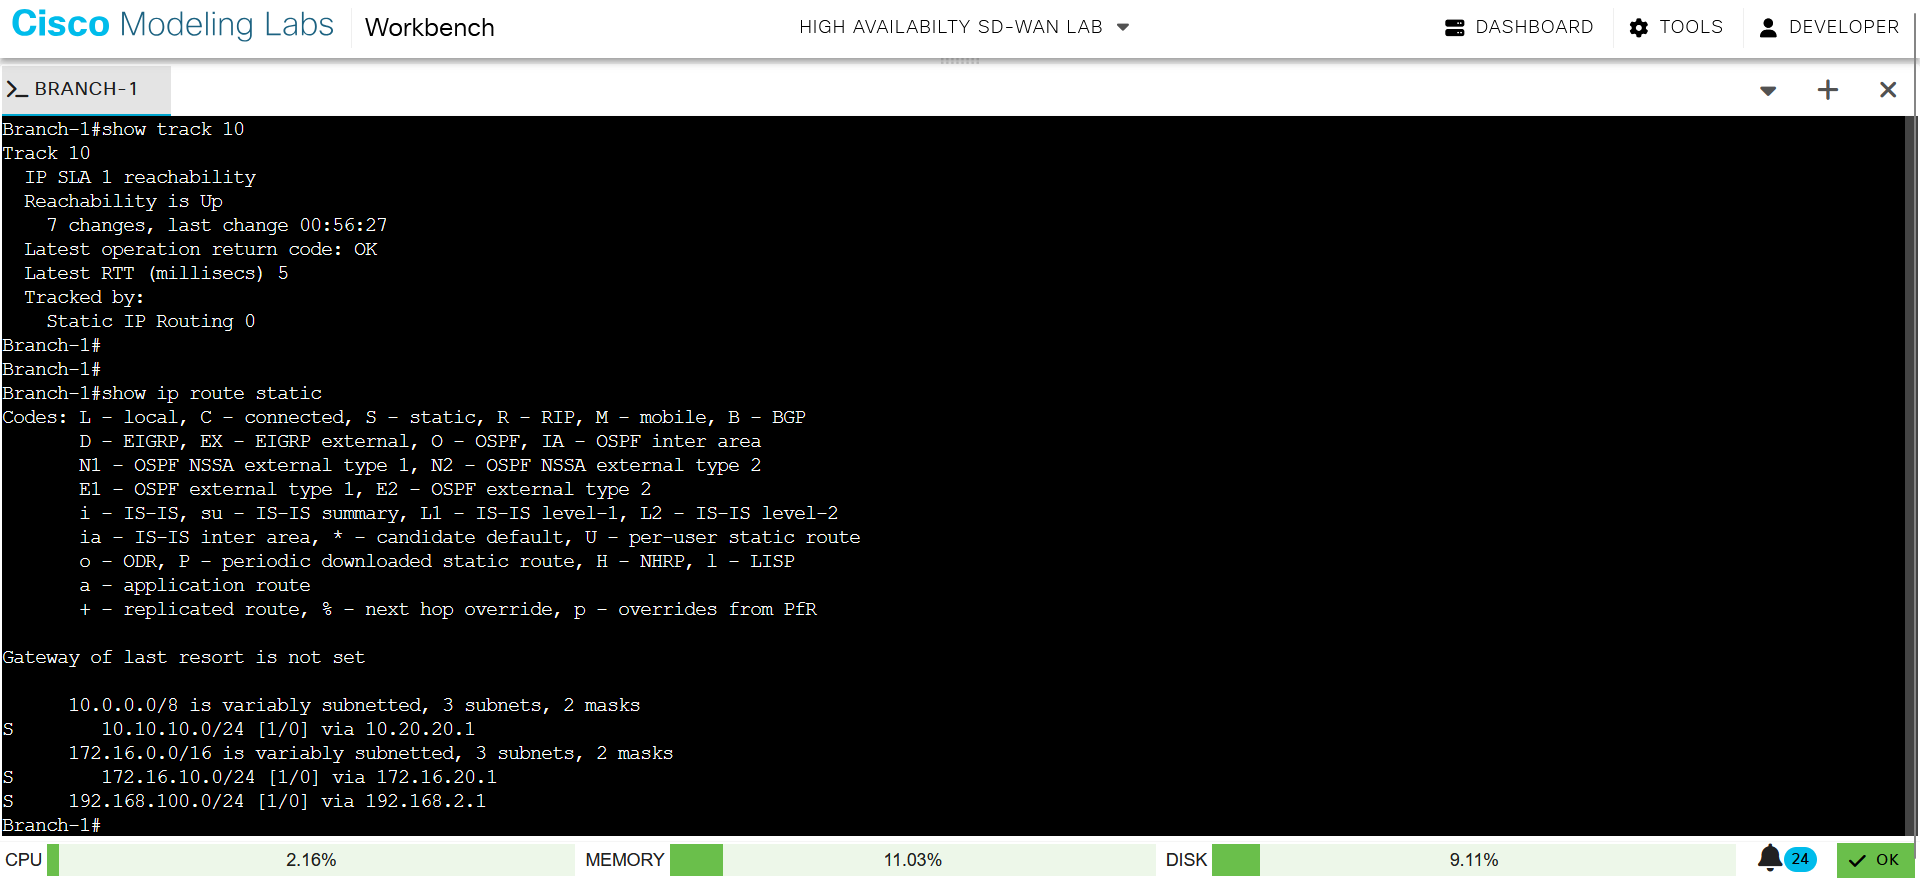 Cisco Modeling Labs Workbench HIGH AVAILABILTY SD-WAN LAB DASHBOARD TOOLS DEVELOPER
BRANCH-1
Branch-1#show track 10
Track 10
  IP SLA 1 reachability
  Reachability is Up
    7 changes, last change 00:56:27
  Latest operation return code: OK
  Latest RTT (millisecs) 5
  Tracked by:
    Static IP Routing 0
Branch-1#
Branch-1#
Branch-1#show ip route static
Codes: L - local, C - connected, S - static, R - RIP, M - mobile, B - BGP
       D - EIGRP, EX - EIGRP external, O - OSPF, IA - OSPF inter area
       N1 - OSPF NSSA external type 1, N2 - OSPF NSSA external type 2
       E1 - OSPF external type 1, E2 - OSPF external type 2
       i - IS-IS, su - IS-IS summary, L1 - IS-IS level-1, L2 - IS-IS level-2
       ia - IS-IS inter area, * - candidate default, U - per-user static route
       o - ODR, P - periodic downloaded static route, H - NHRP, l - LISP
       a - application route
       + - replicated route, % - next hop override, p - overrides from PfR
Gateway of last resort is not set
      10.0.0.0/8 is variably subnetted, 3 subnets, 2 masks
S        10.10.10.0/24 [1/0] via 10.20.20.1
      172.16.0.0/16 is variably subnetted, 3 subnets, 2 masks
S        172.16.10.0/24 [1/0] via 172.16.20.1
S     192.168.100.0/24 [1/0] via 192.168.2.1
Branch-1#
CPU 2.16% MEMORY 11.03% DISK 9.11% 24 OK